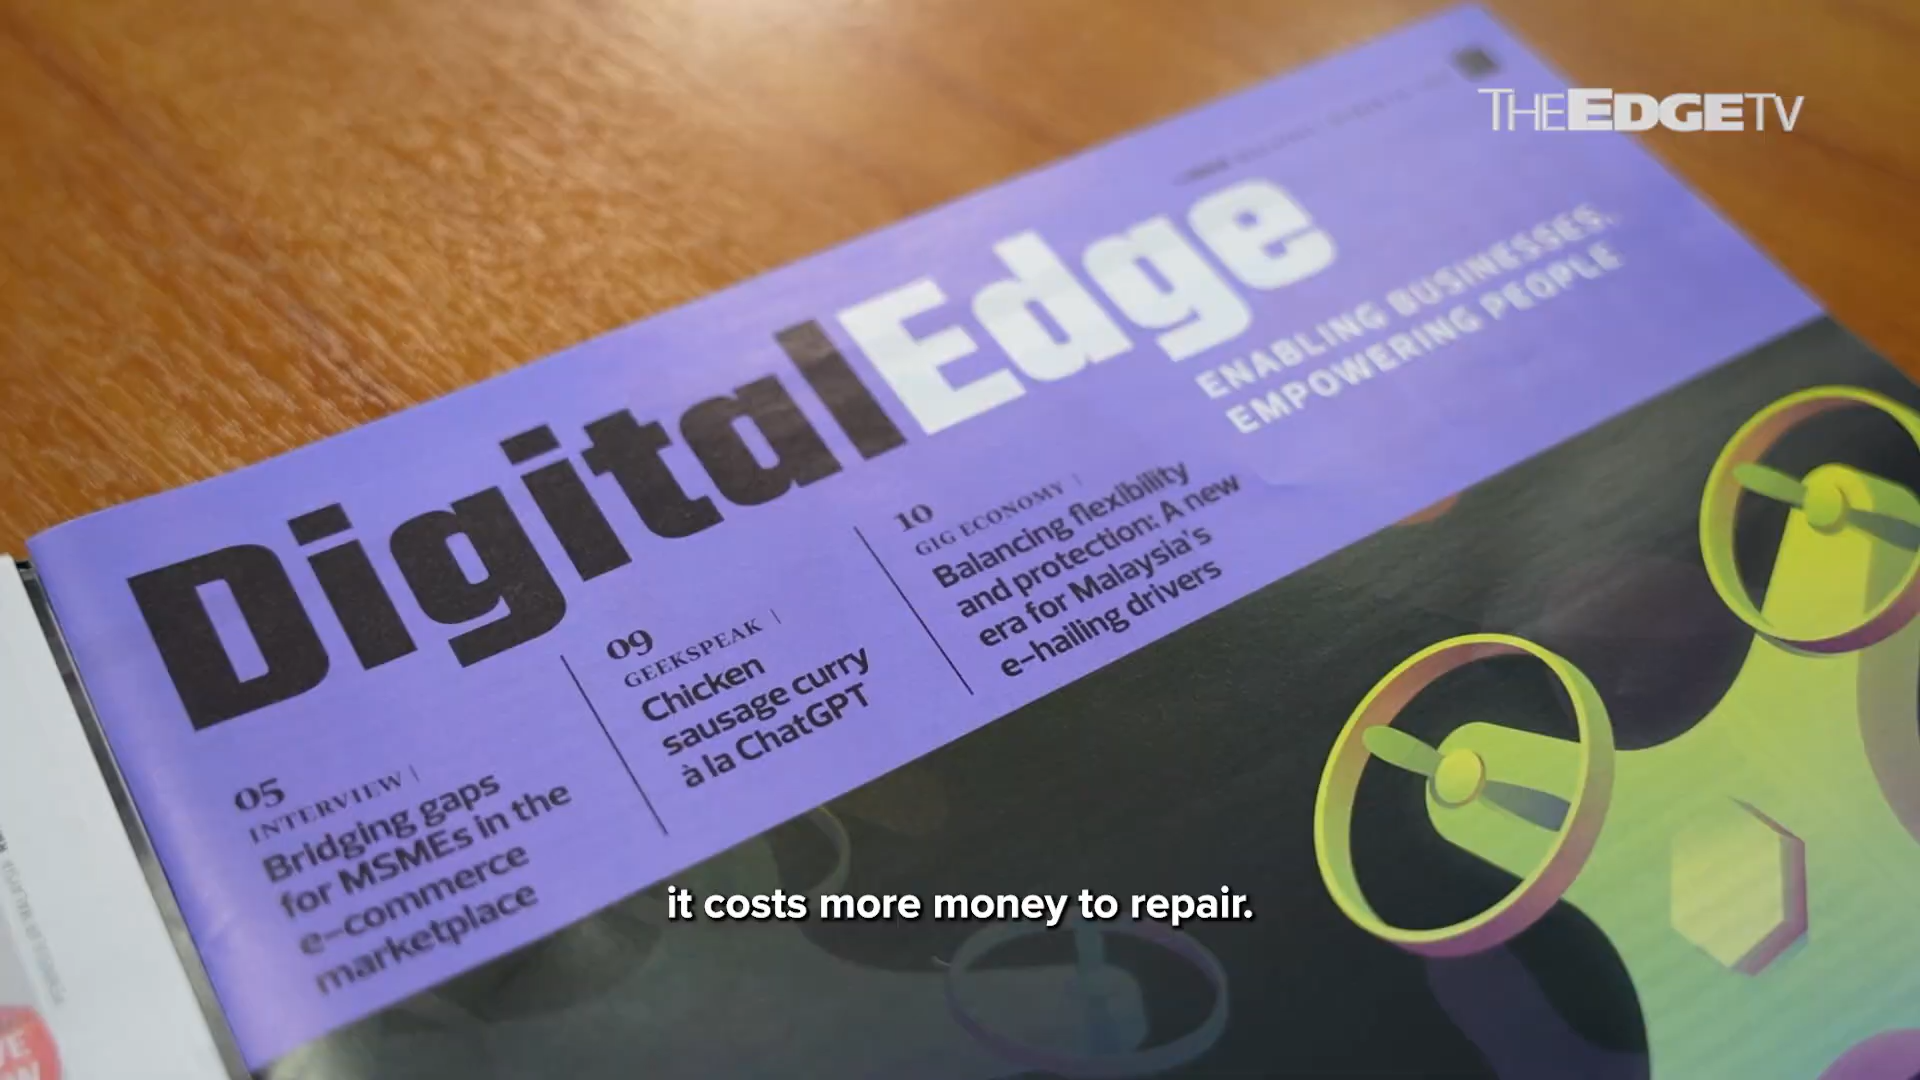 THEEDGETV
DigitalEdge
ENABLING BUSINESSES,
EMPOWERING PEOPLE
05
INTERVIEW |
Bridging gaps
for MSMEs in the
e-commerce
marketplace
09
GEEKSPEAK |
Chicken
sausage curry
à la ChatGPT
10
GIG ECONOMY |
Balancing flexibility
and protection: A new
era for Malaysia's
e-hailing drivers
it costs more money to repair.